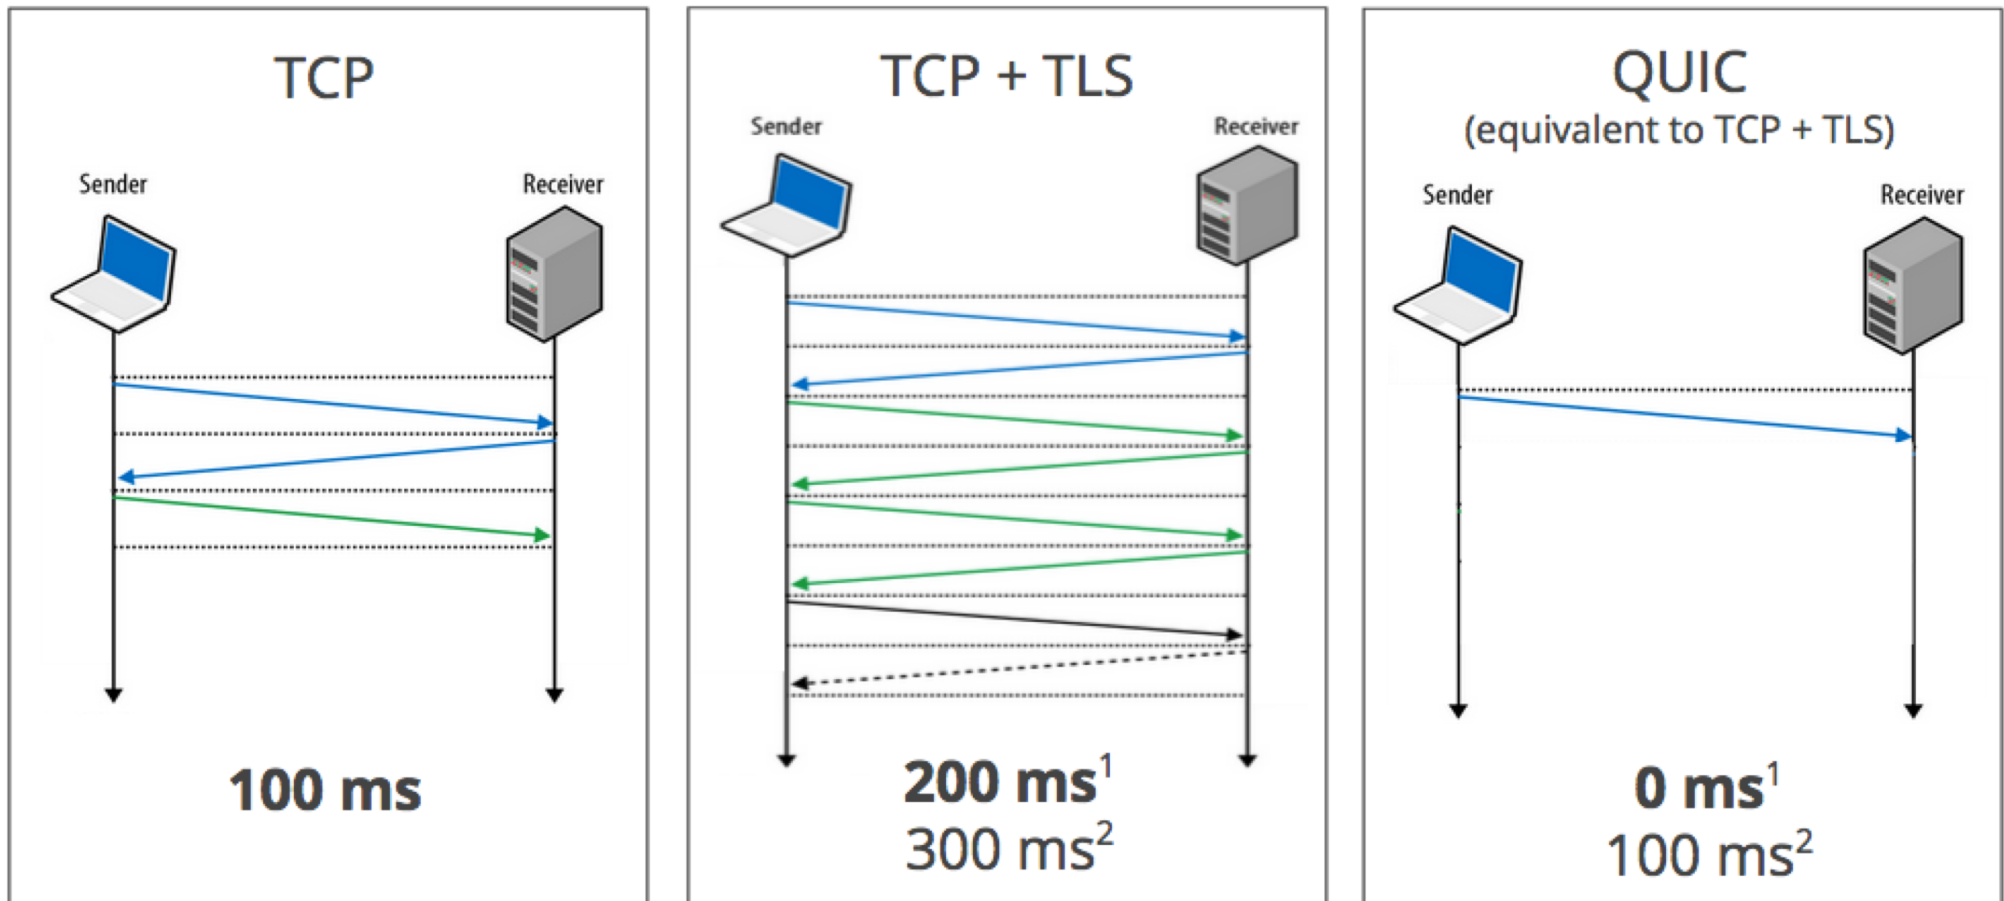 TCP
Sender
Receiver
100 ms
TCP + TLS
Sender
Receiver
200 ms¹
300 ms²
QUIC
(equivalent to TCP + TLS)
Sender
Receiver
0 ms¹
100 ms²